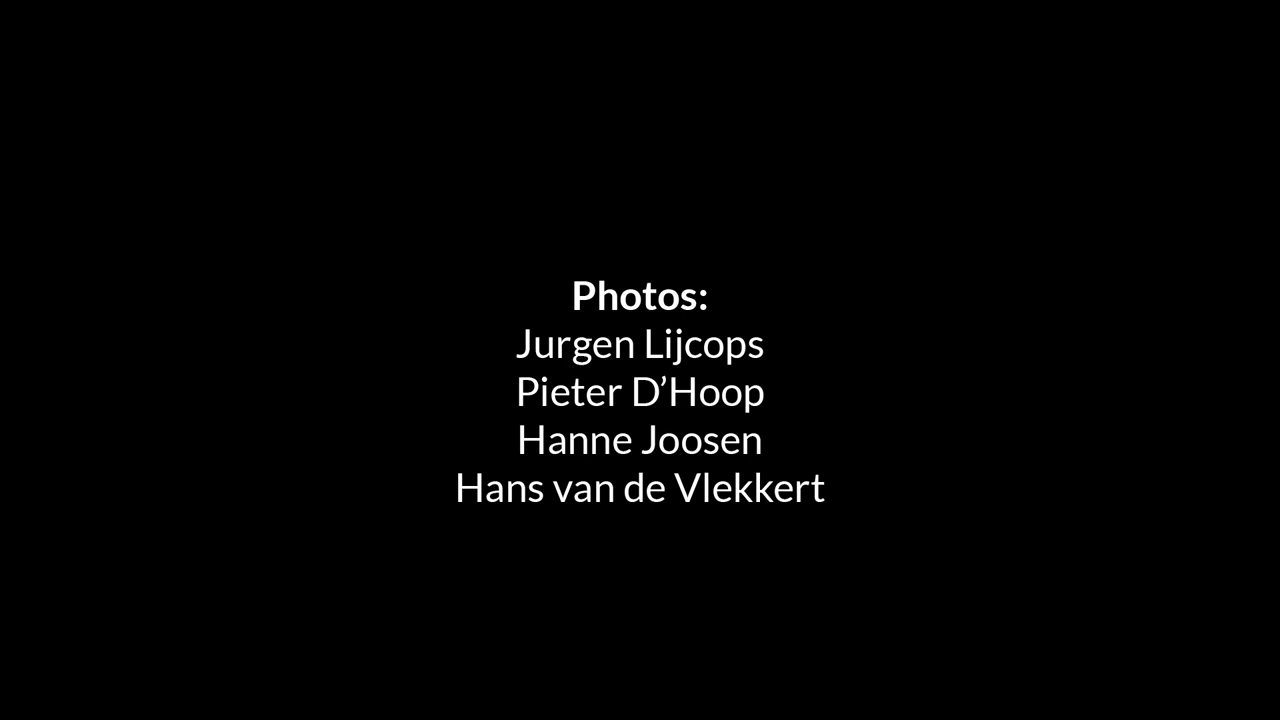 Photos:
Jurgen Lijcops
Pieter D’Hoop
Hanne Joosen
Hans van de Vlekkert